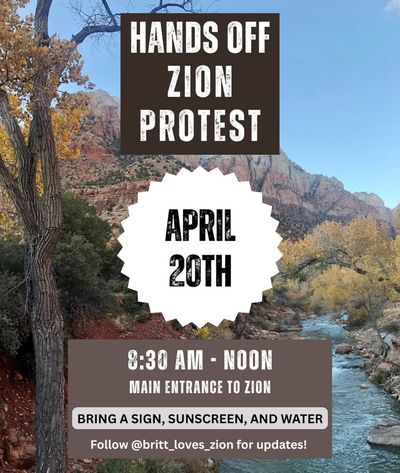 HANDS OFF
ZION
PROTEST
APRIL
20TH
8:30 AM - NOON
MAIN ENTRANCE TO ZION
BRING A SIGN, SUNSCREEN, AND WATER
Follow @britt_loves_zion for updates!